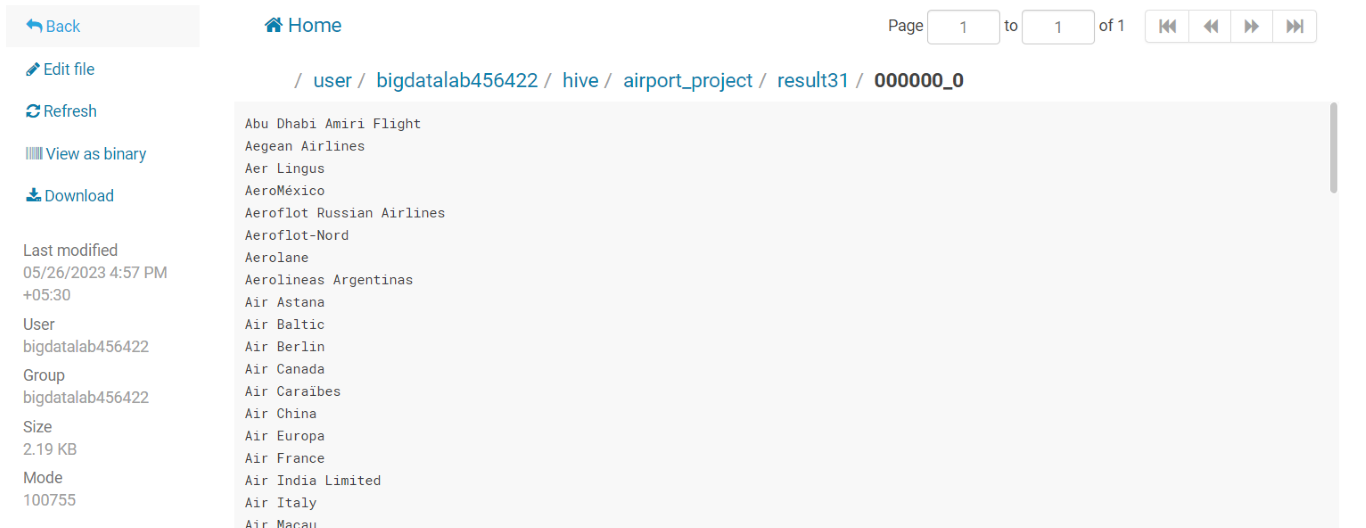 Back
Edit file
Refresh
View as binary
Download
Last modified
05/26/2023 4:57 PM
+05:30
User
bigdatalab456422
Group
bigdatalab456422
Size
2.19 KB
Mode
100755
Home
Page 1 to 1 of 1
/ user / bigdatalab456422 / hive / airport_project / result31 / 000000_0
Abu Dhabi Amiri Flight
Aegean Airlines
Aer Lingus
AeroMéxico
Aeroflot Russian Airlines
Aeroflot-Nord
Aerolane
Aerolineas Argentinas
Air Astana
Air Baltic
Air Berlin
Air Canada
Air Caraïbes
Air China
Air Europa
Air France
Air India Limited
Air Italy
Air Macau